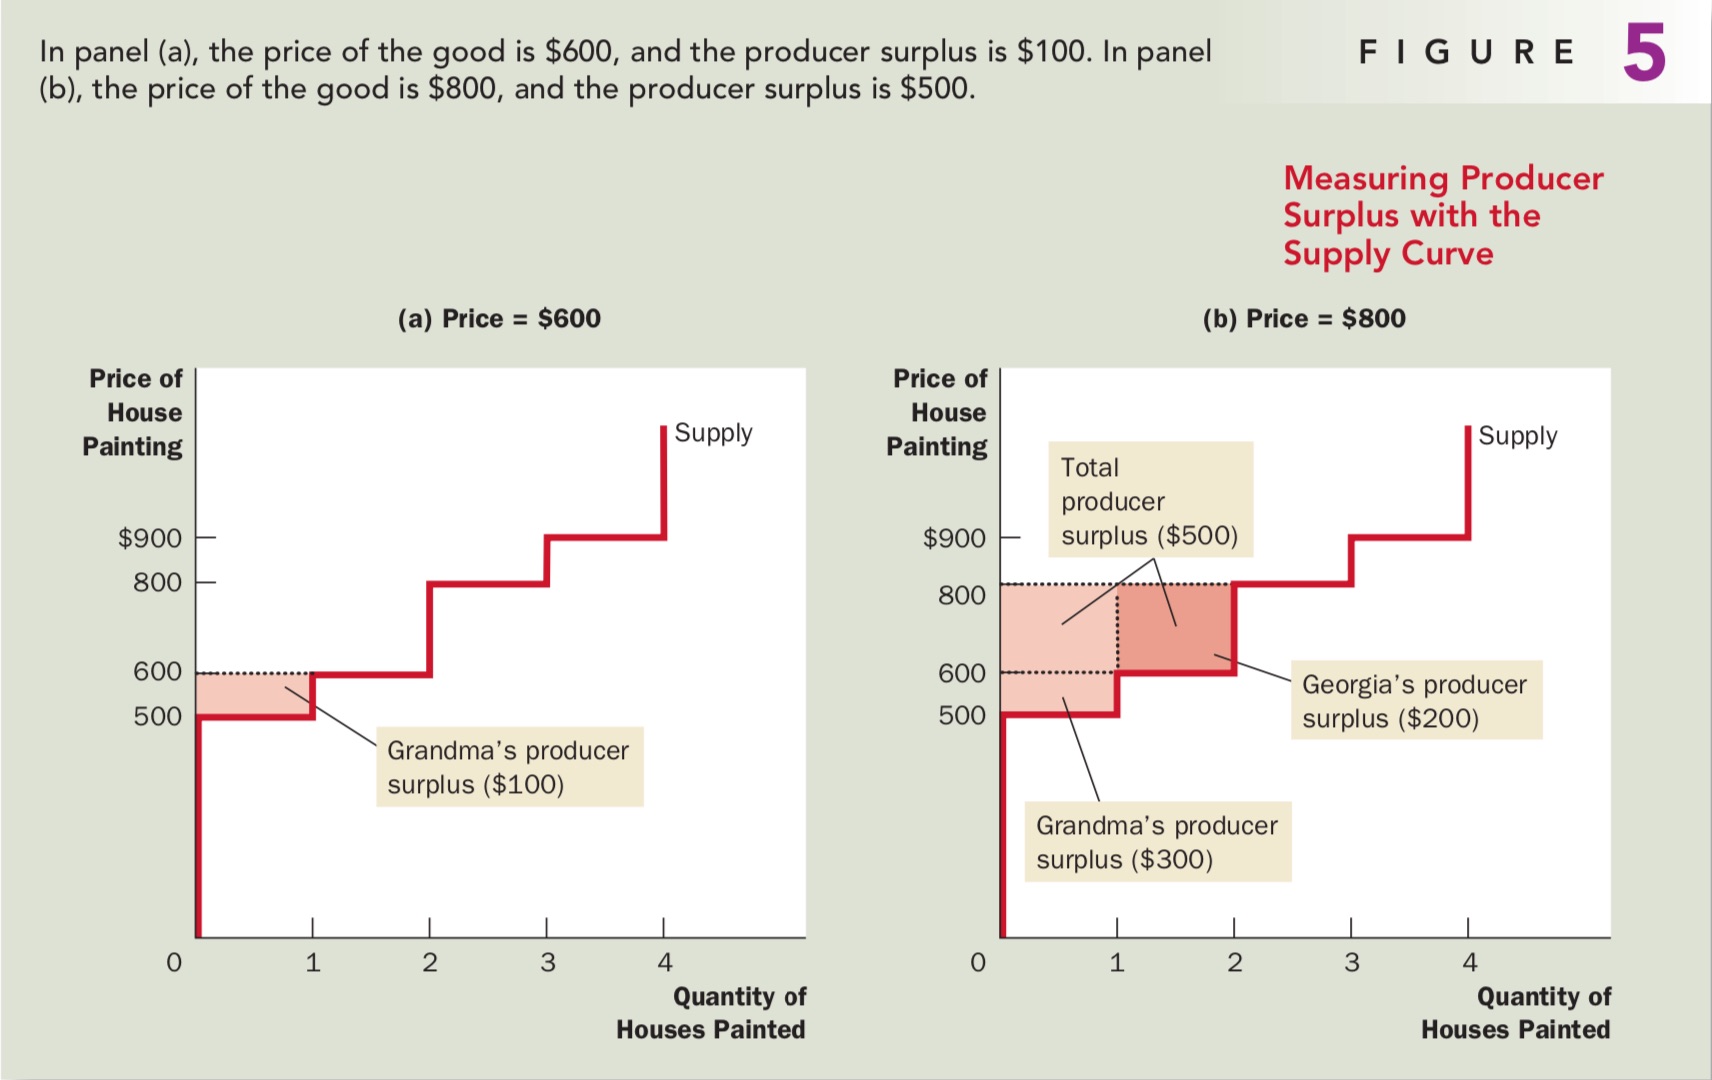 In panel (a), the price of the good is $600, and the producer surplus is $100. In panel
(b), the price of the good is $800, and the producer surplus is $500.
FIGURE 5
Measuring Producer
Surplus with the
Supply Curve
(a) Price = $600
Price of
House
Painting
Supply
$900
800
600
500
Grandma's producer
surplus ($100)
0 1 2 3 4
Quantity of
Houses Painted
(b) Price = $800
Price of
House
Painting
Supply
Total
producer
surplus ($500)
$900
800
600
500
Georgia's producer
surplus ($200)
Grandma's producer
surplus ($300)
0 1 2 3 4
Quantity of
Houses Painted